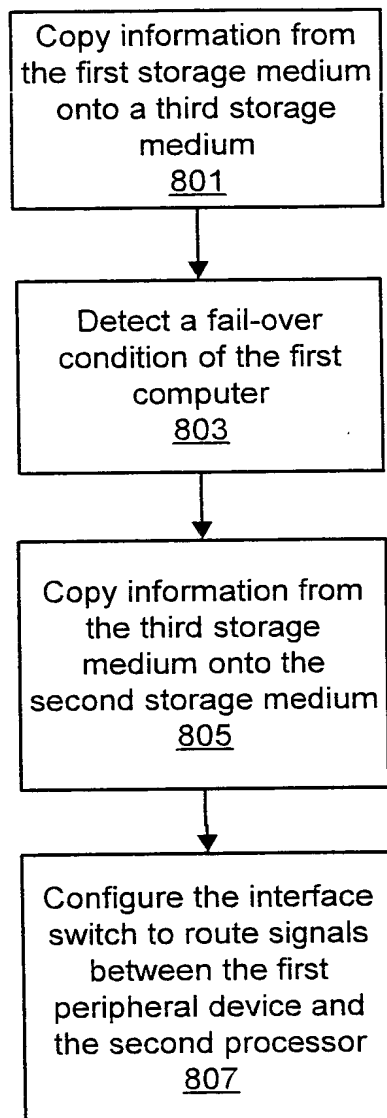 Copy information from
the first storage medium
onto a third storage
medium
801
Detect a fail-over
condition of the first
computer
803
Copy information from
the third storage
medium onto the
second storage medium
805
Configure the interface
switch to route signals
between the first
peripheral device and
the second processor
807